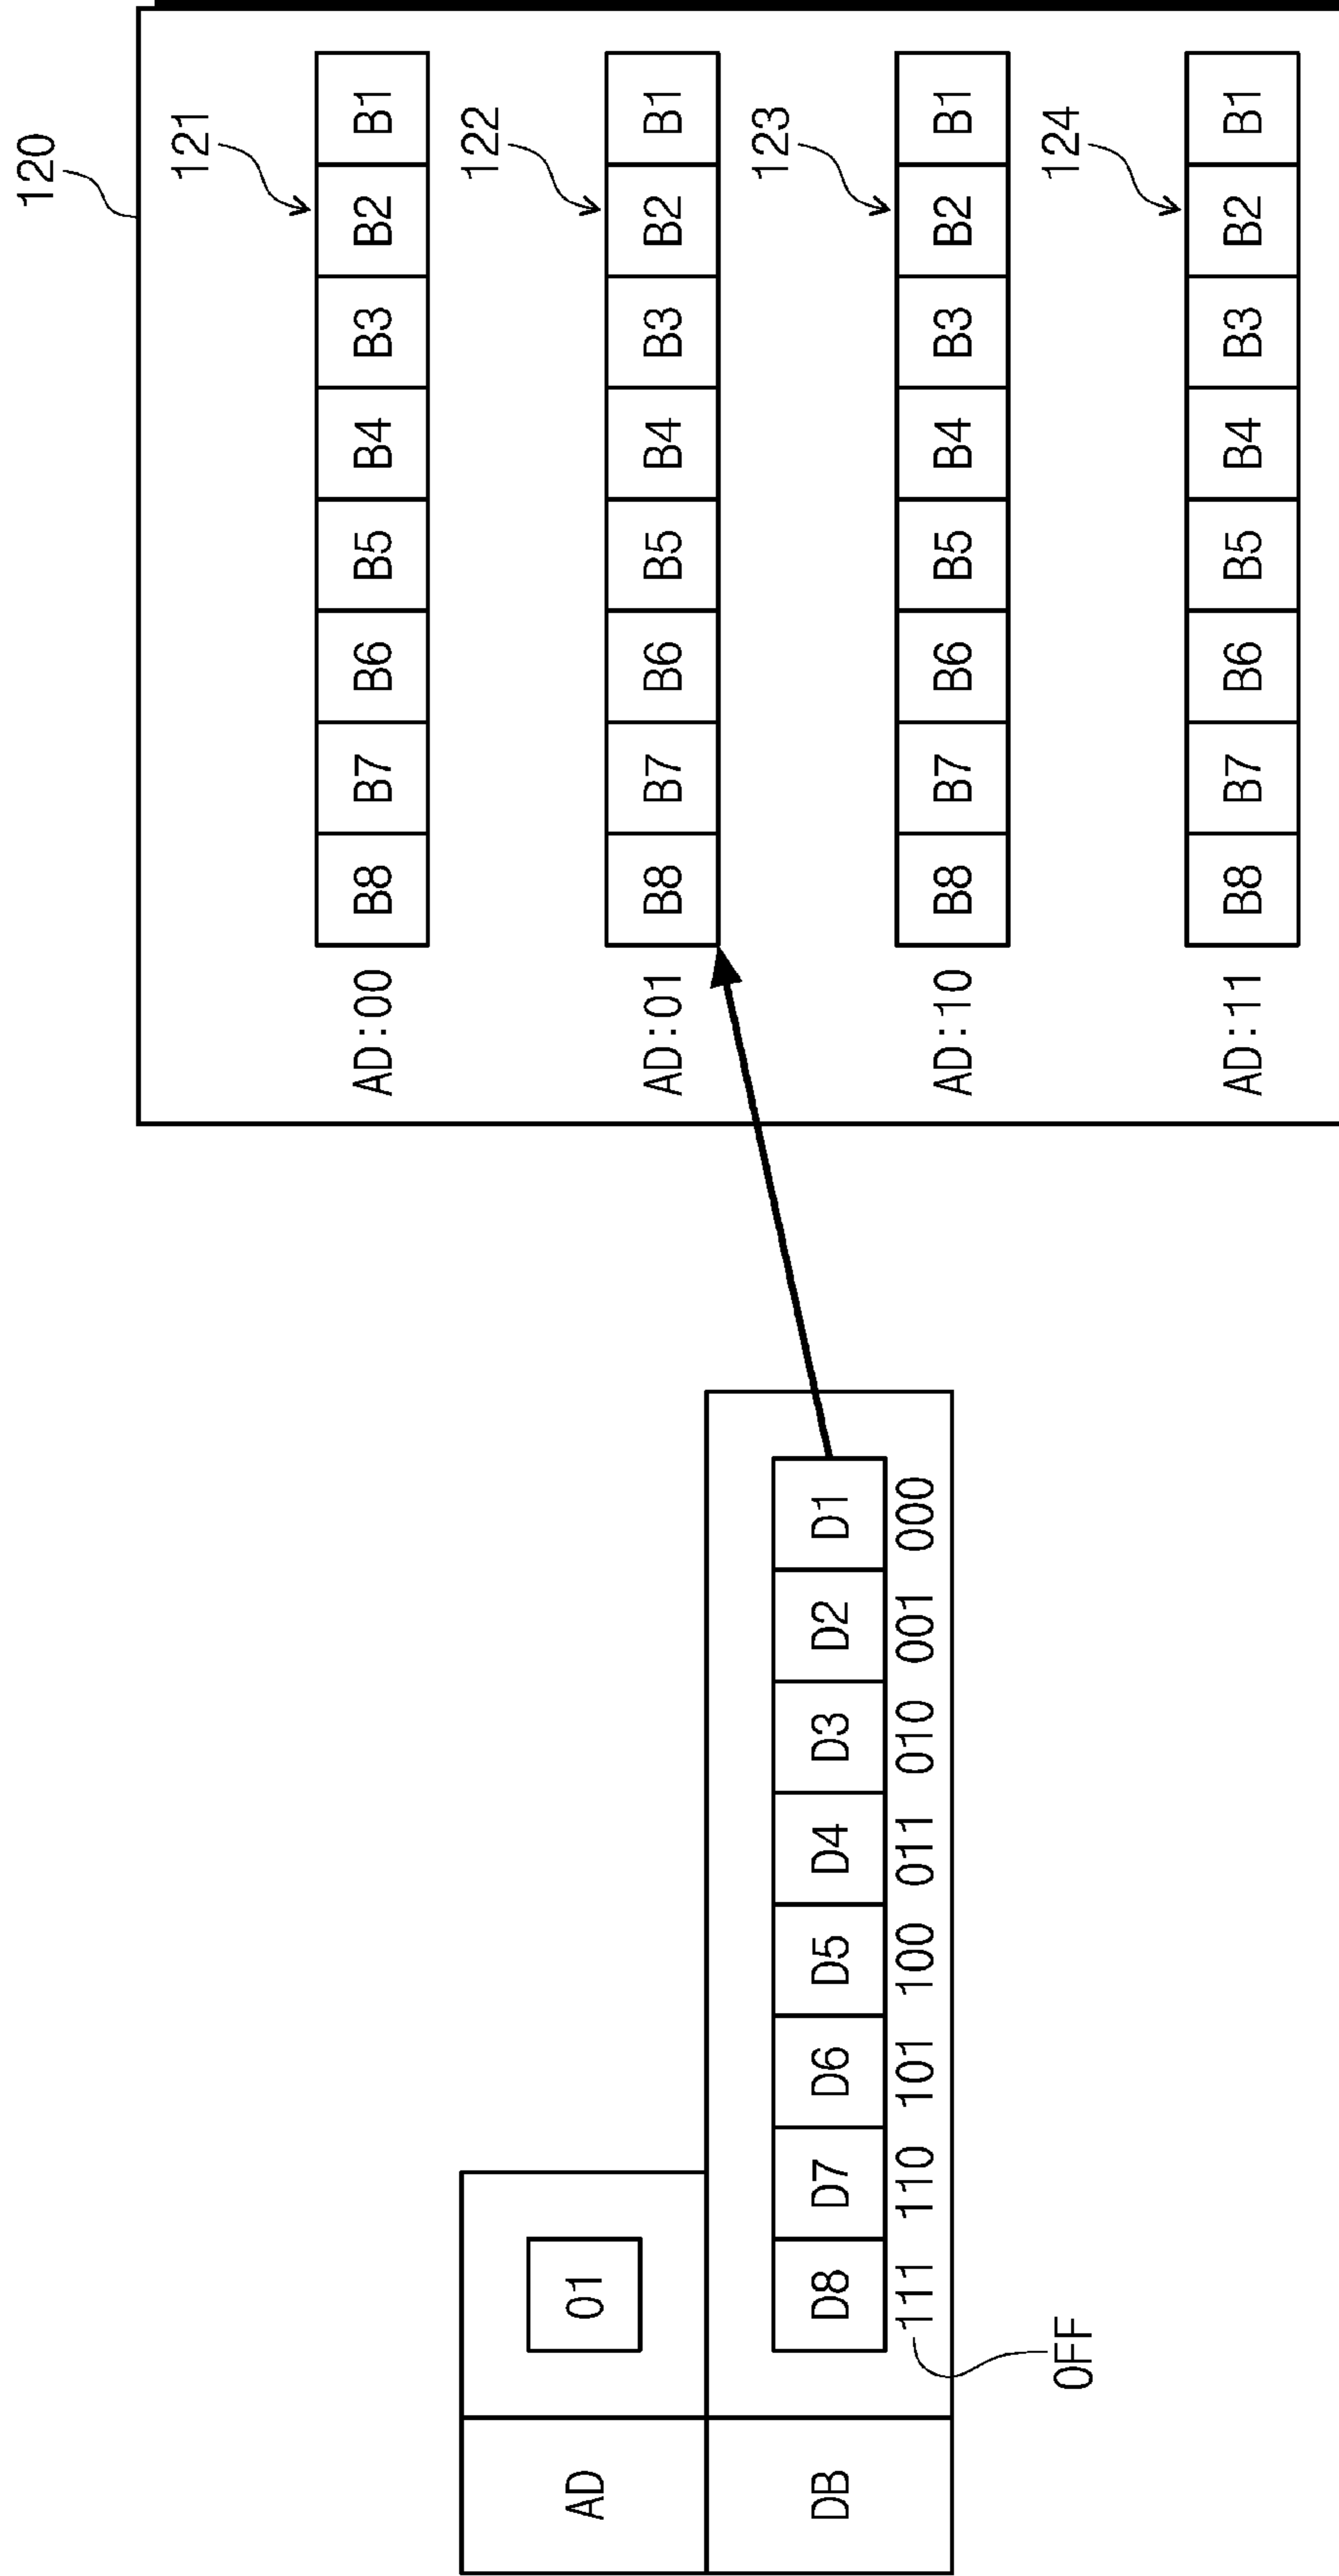 AD 01
DB D8 D7 D6 D5 D4 D3 D2 D1
111 110 101 100 011 010 001 000
OFF
120
121
AD:00 B8 B7 B6 B5 B4 B3 B2 B1
122
AD:01 B8 B7 B6 B5 B4 B3 B2 B1
123
AD:10 B8 B7 B6 B5 B4 B3 B2 B1
124
AD:11 B8 B7 B6 B5 B4 B3 B2 B1